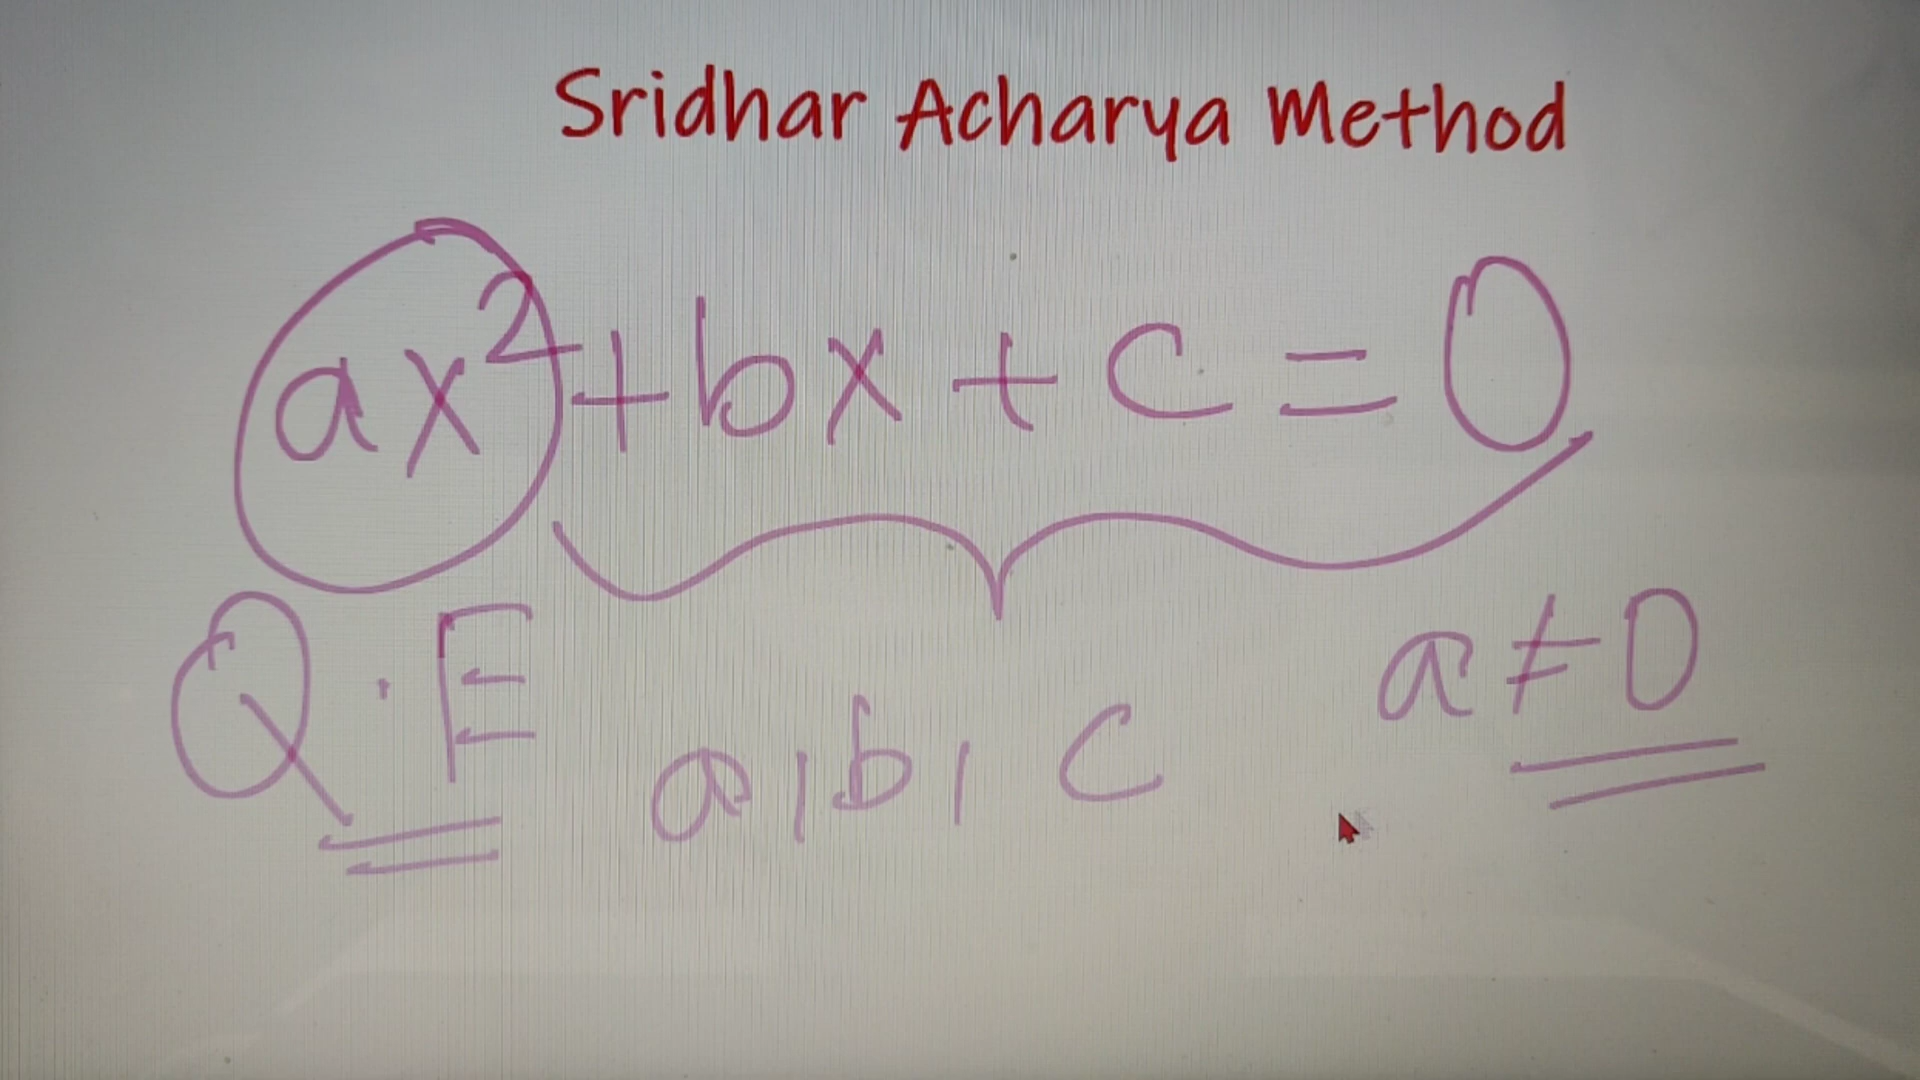 Sridhar Acharya Method
ax²+bx+c=0
Q.E a,b,c a≠0